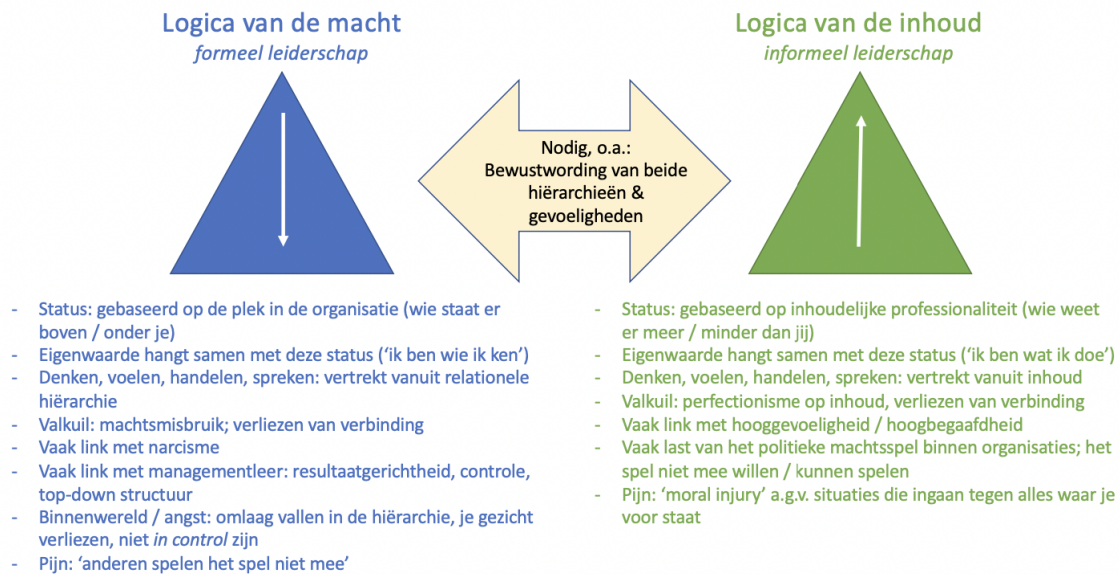 Logica van de macht
formeel leiderschap
Logica van de inhoud
informeel leiderschap
Nodig, o.a.:
Bewustwording van beide
hiërarchieën &
gevoeligheden
- Status: gebaseerd op de plek in de organisatie (wie staat er
boven / onder je)
- Eigenwaarde hangt samen met deze status (‘ik ben wie ik ken’)
- Denken, voelen, handelen, spreken: vertrekt vanuit relationele
hiërarchie
- Valkuil: machtsmisbruik; verliezen van verbinding
- Vaak link met narcisme
- Vaak link met managementleer: resultaatgerichtheid, controle,
top-down structuur
- Binnenwereld / angst: omlaag vallen in de hiërarchie, je gezicht
verliezen, niet in control zijn
- Pijn: ‘anderen spelen het spel niet mee’
- Status: gebaseerd op inhoudelijke professionaliteit (wie weet
er meer / minder dan jij)
- Eigenwaarde hangt samen met deze status (‘ik ben wat ik doe’)
- Denken, voelen, handelen, spreken: vertrekt vanuit inhoud
- Valkuil: perfectionisme op inhoud, verliezen van verbinding
- Vaak link met hooggevoeligheid / hoogbegaafdheid
- Vaak last van het politieke machtsspel binnen organisaties; het
spel niet mee willen / kunnen spelen
- Pijn: ‘moral injury’ a.g.v. situaties die ingaan tegen alles waar je
voor staat